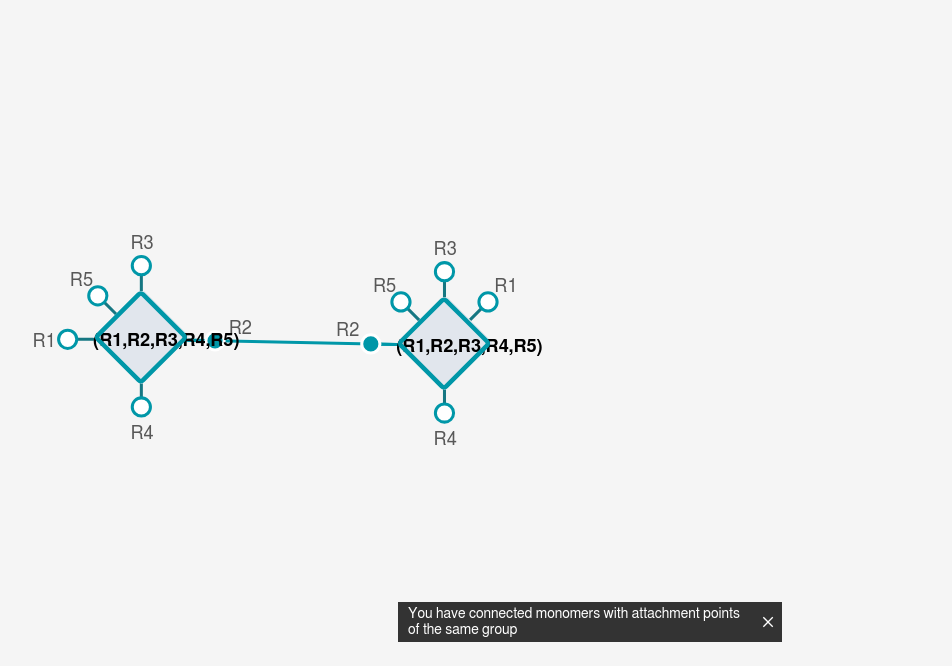 R3
R3
R5
R5
R1
R2
R2
R1
(R1,R2,R3,R4,R5)
(R1,R2,R3,R4,R5)
R4
R4
You have connected monomers with attachment points
of the same group